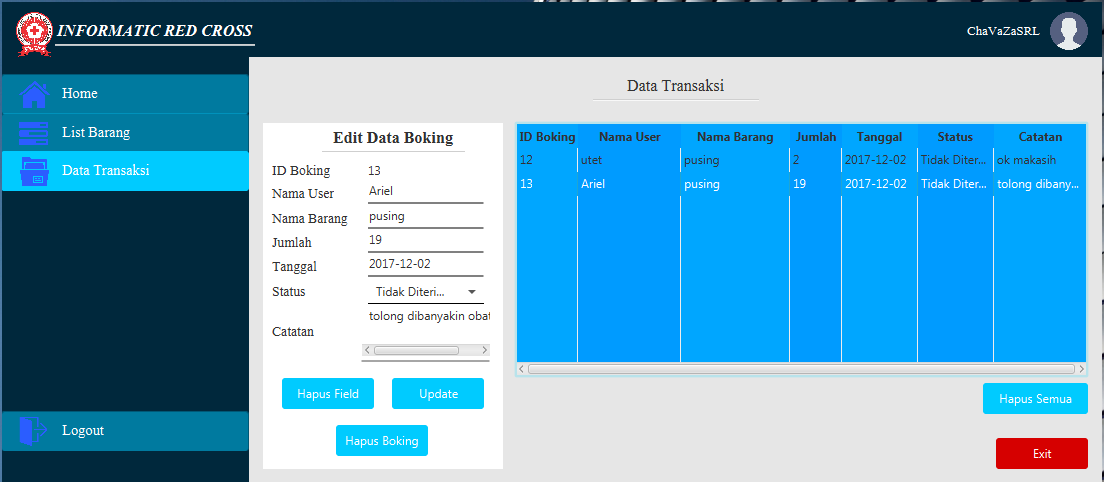 INFORMATIC RED CROSS
ChaVaZaSRL
Home
List Barang
Data Transaksi
Logout
Data Transaksi
Edit Data Boking
ID Boking 13
Nama User Ariel
Nama Barang pusing
Jumlah 19
Tanggal 2017-12-02
Status Tidak Diteri...
Catatan tolong dibanyakin obat
Hapus Field Update
Hapus Boking
ID Boking Nama User Nama Barang Jumlah Tanggal Status Catatan
12 utet pusing 2 2017-12-02 Tidak Diter... ok makasih
13 Ariel pusing 19 2017-12-02 Tidak Diter... tolong dibany...
Hapus Semua
Exit